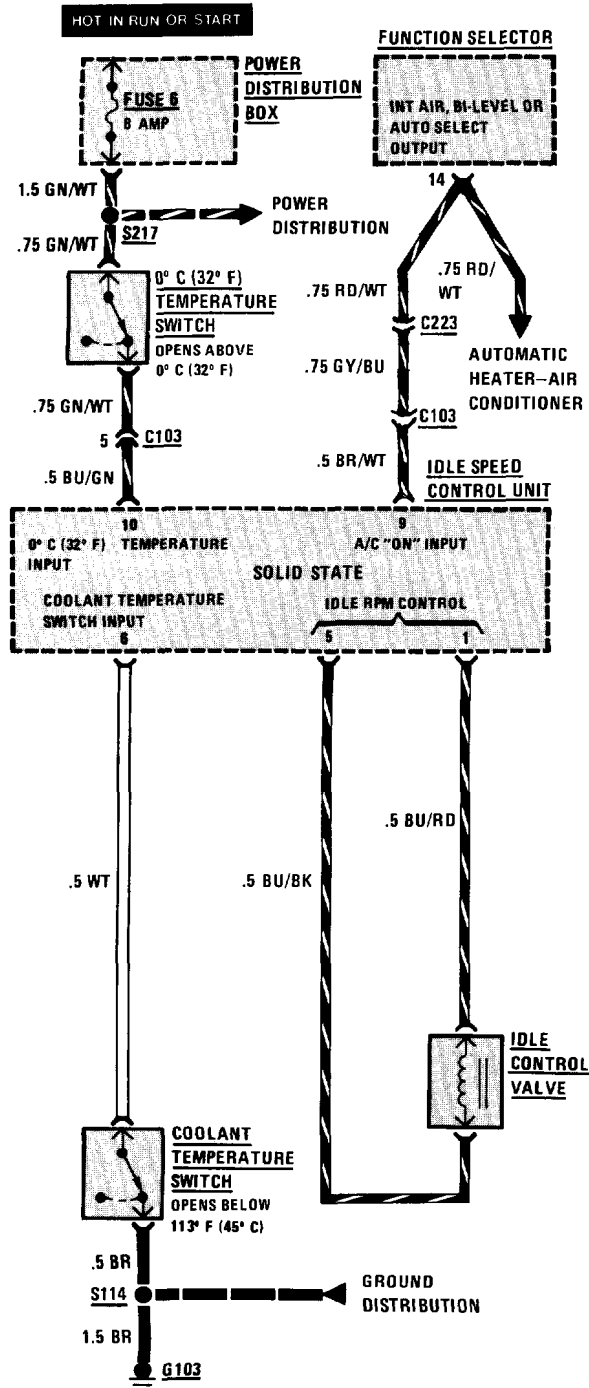 HOT IN RUN OR START
FUNCTION SELECTOR
POWER
DISTRIBUTION
BOX
FUSE 6
8 AMP
INT AIR, BI-LEVEL OR
AUTO SELECT
OUTPUT
14
1.5 GN/WT
S217
POWER
DISTRIBUTION
.75 GN/WT
0° C (32° F)
TEMPERATURE
SWITCH
OPENS ABOVE
0° C (32° F)
.75 RD/WT
.75 RD/
WT
C223
AUTOMATIC
HEATER–AIR
CONDITIONER
.75 GY/BU
.75 GN/WT
5 C103
C103
.5 BU/GN
.5 BR/WT
IDLE SPEED
CONTROL UNIT
10
9
0° C (32° F) TEMPERATURE
INPUT
A/C "ON" INPUT
SOLID STATE
COOLANT TEMPERATURE
SWITCH INPUT
IDLE RPM CONTROL
6
5
1
.5 WT
.5 BU/BK
.5 BU/RD
IDLE
CONTROL
VALVE
COOLANT
TEMPERATURE
SWITCH
OPENS BELOW
113° F (45° C)
.5 BR
S114
GROUND
DISTRIBUTION
1.5 BR
G103